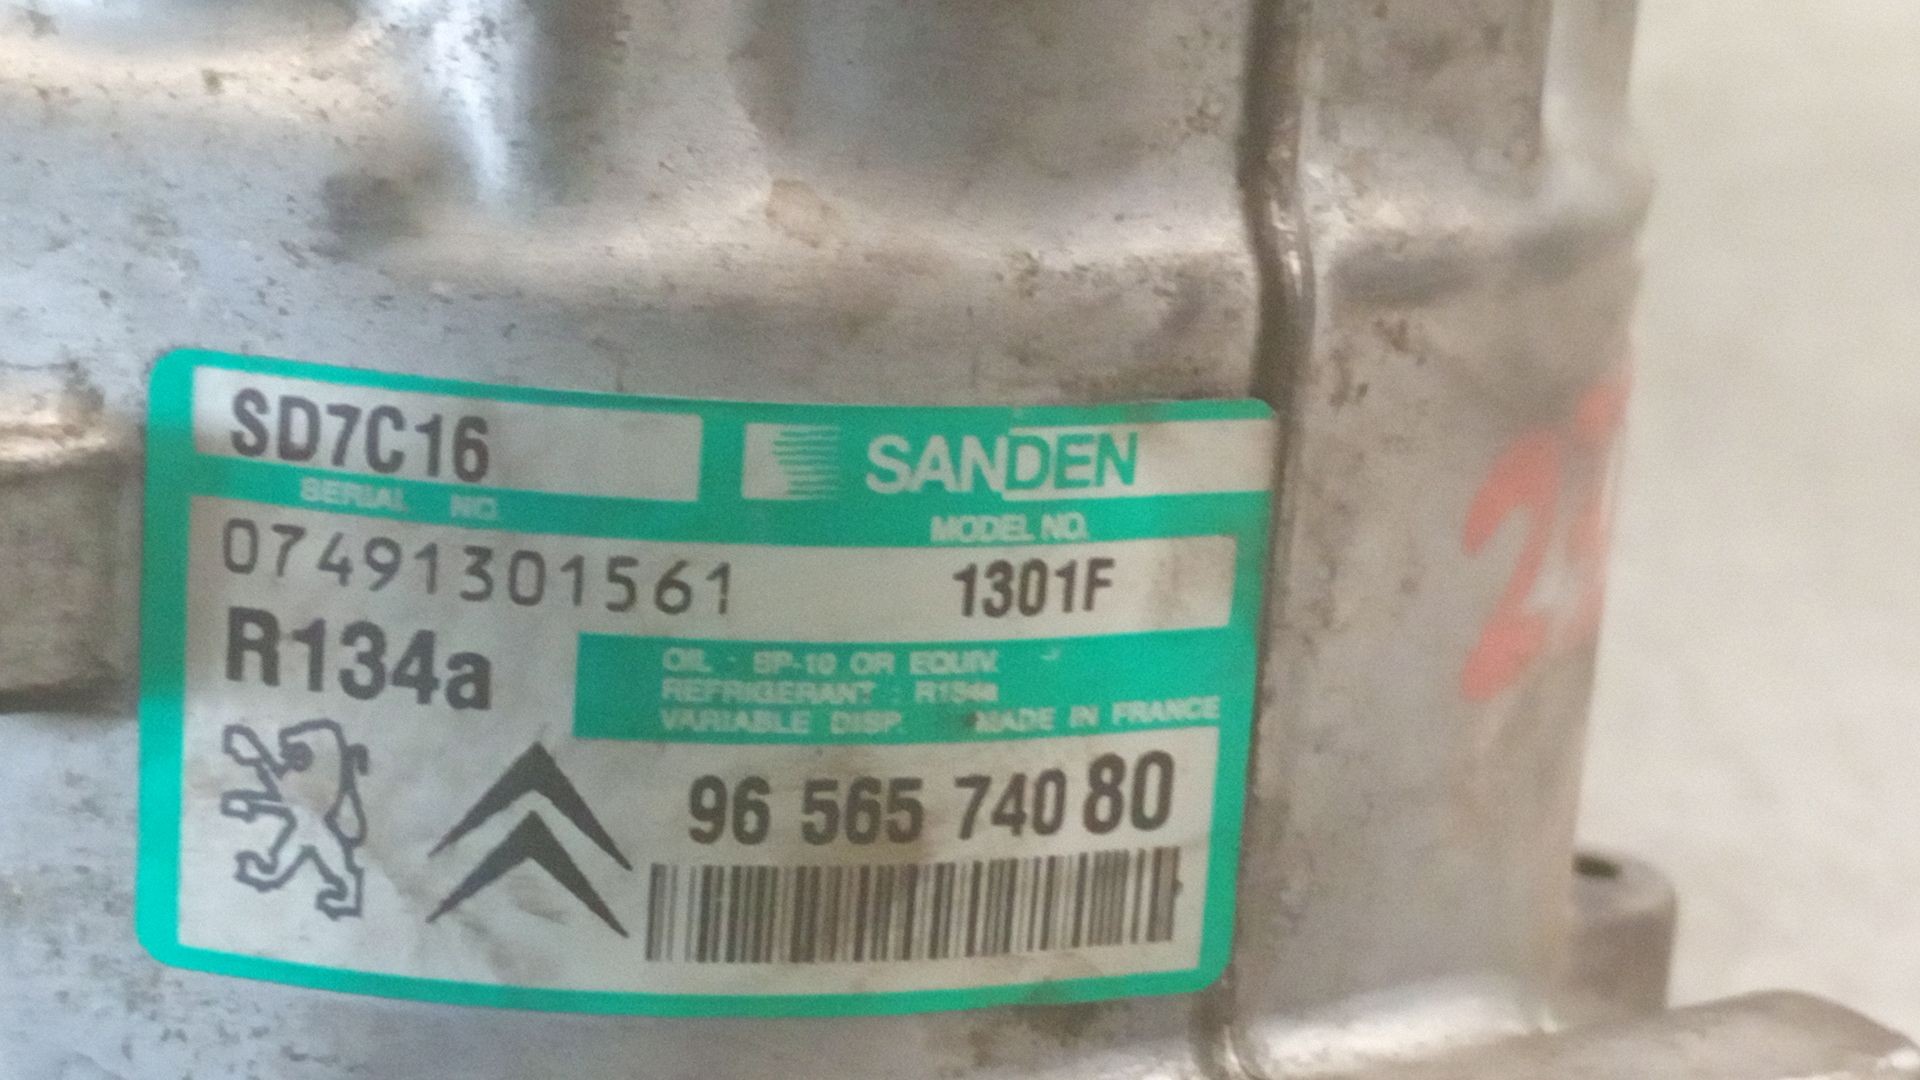 SD7C16
SANDEN
SERIAL NO.
MODEL NO.
07491301561
1301F
R134a
OIL : SP-10 OR EQUIV.
REFRIGERANT : R134a
VARIABLE DISP. MADE IN FRANCE
96 565 740 80